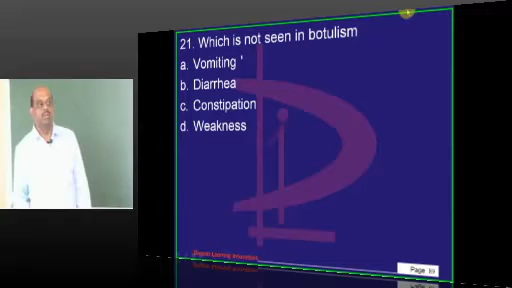 21. Which is not seen in botulism
a. Vomiting '
b. Diarrhea
c. Constipation
d. Weakness
Page